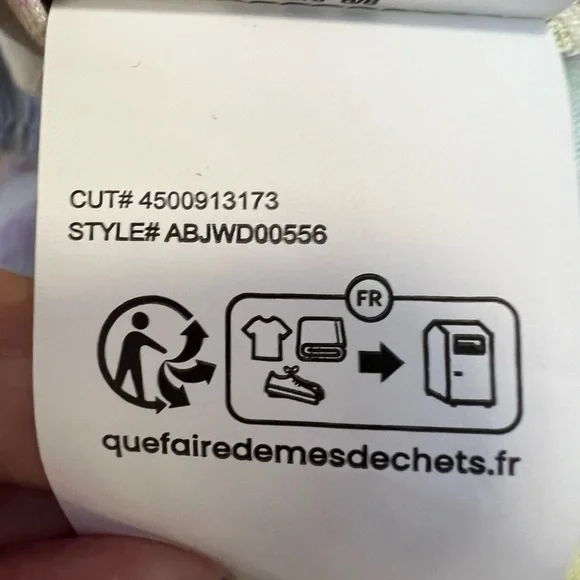 CUT# 4500913173
STYLE# ABJWD00556
FR
quefairedemesdechets.fr